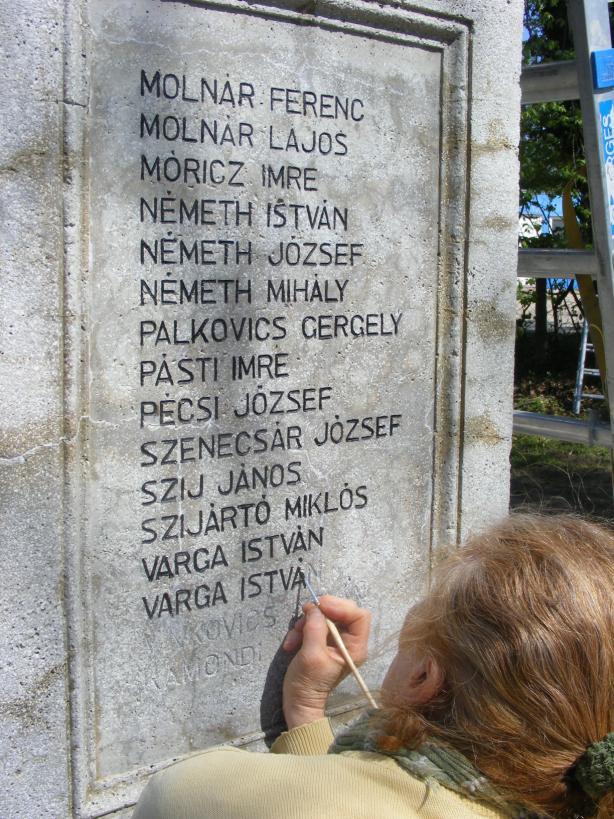 MOLNÁR FERENC
MOLNÁR LAJOS
MÓRICZ IMRE
NÉMETH ISTVÁN
NÉMETH JÓZSEF
NÉMETH MIHÁLY
PALKOVICS GERGELY
PÁSTI IMRE
PÉCSI JÓZSEF
SZENECSÁR JÓZSEF
SZIJ JÁNOS
SZIJÁRTÓ MIKLÓS
VARGA ISTVÁN
VARGA ISTVÁN